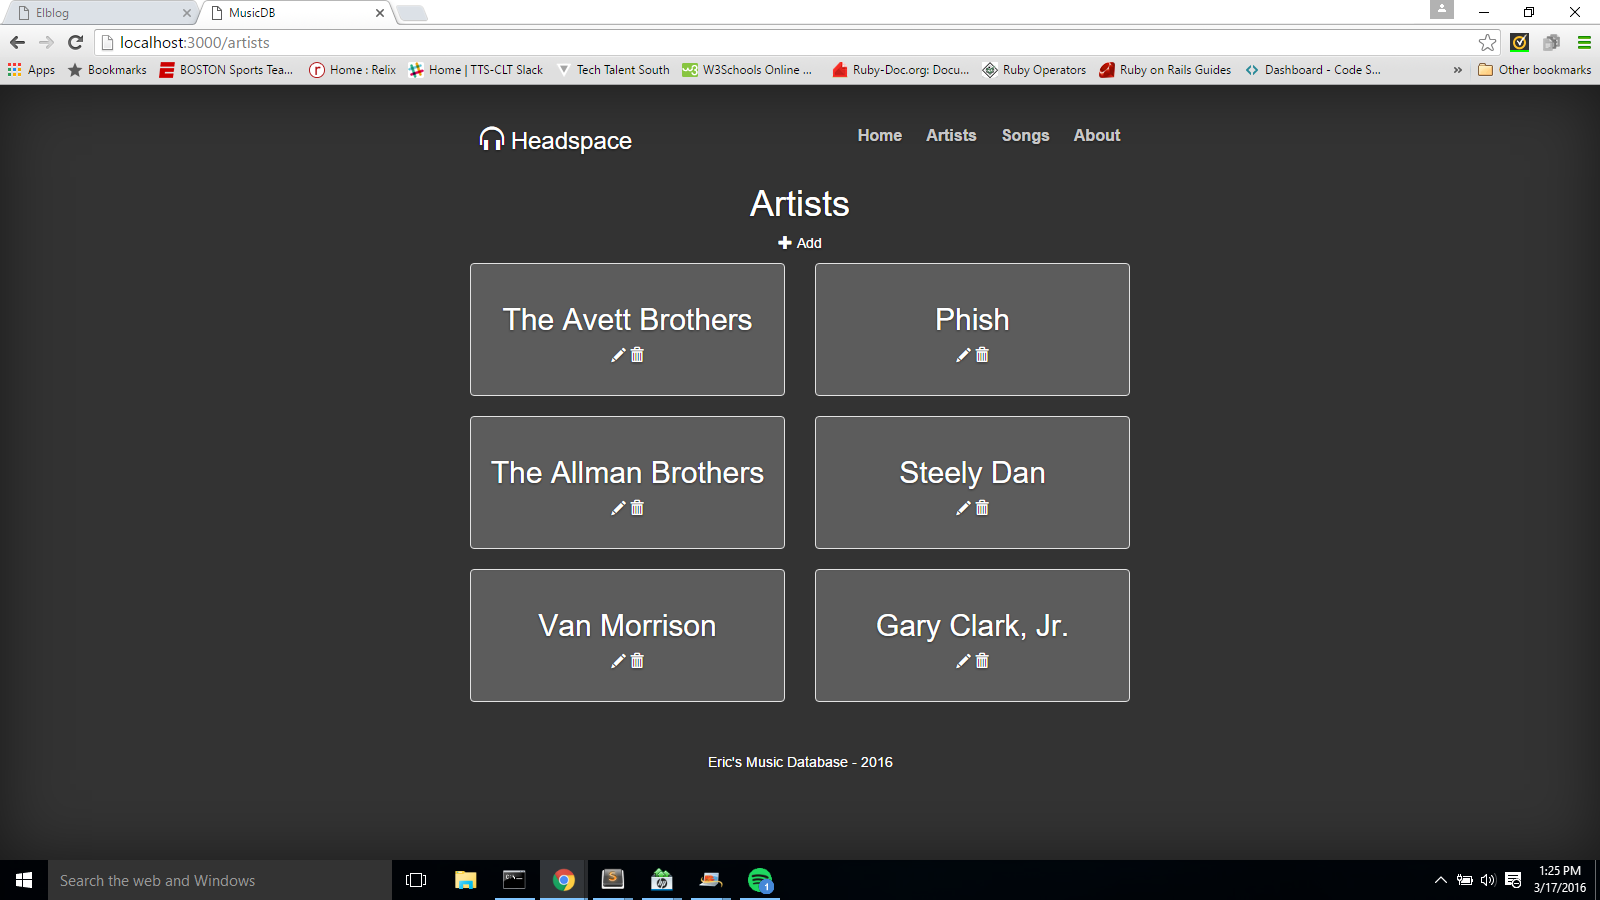 Elblog
MusicDB
localhost:3000/artists
Apps
Bookmarks
BOSTON Sports Tea...
Home : Relix
Home | TTS-CLT Slack
Tech Talent South
W3Schools Online ...
Ruby-Doc.org: Docu...
Ruby Operators
Ruby on Rails Guides
Dashboard - Code S...
»
Other bookmarks
Headspace
Home
Artists
Songs
About
Artists
Add
The Avett Brothers
Phish
The Allman Brothers
Steely Dan
Van Morrison
Gary Clark, Jr.
Eric's Music Database - 2016
Search the web and Windows
1
1:25 PM
3/17/2016